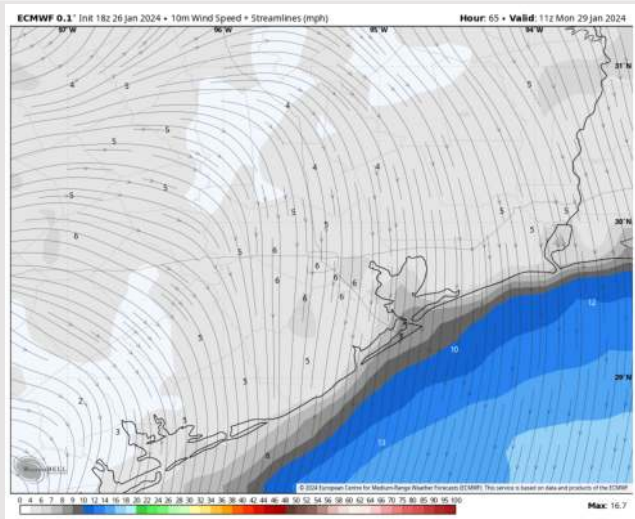 ECMWF 0.1° Init 18z 26 Jan 2024 • 10m Wind Speed + Streamlines (mph) Hour: 65 • Valid: 11z Mon 29 Jan 2024
97°W 96°W 95°W 94°W
31°N
4 5 4 5
5 5
4 4
5 5
5 5 5 5
30°N
6 5 6 5
6 6
6 6
6 6
12
5
10
5
29°N
5
2
3 5
13
8
WeatherBELL
© 2024 European Centre for Medium-Range Weather Forecasts (ECMWF). This service is based on data and products of the ECMWF
0 4 6 7 8 9 10 12 14 16 18 20 22 24 26 28 30 32 34 36 38 40 42 44 46 48 50 52 54 56 58 60 65 70 75 80 85 90 95 100
Max: 16.7